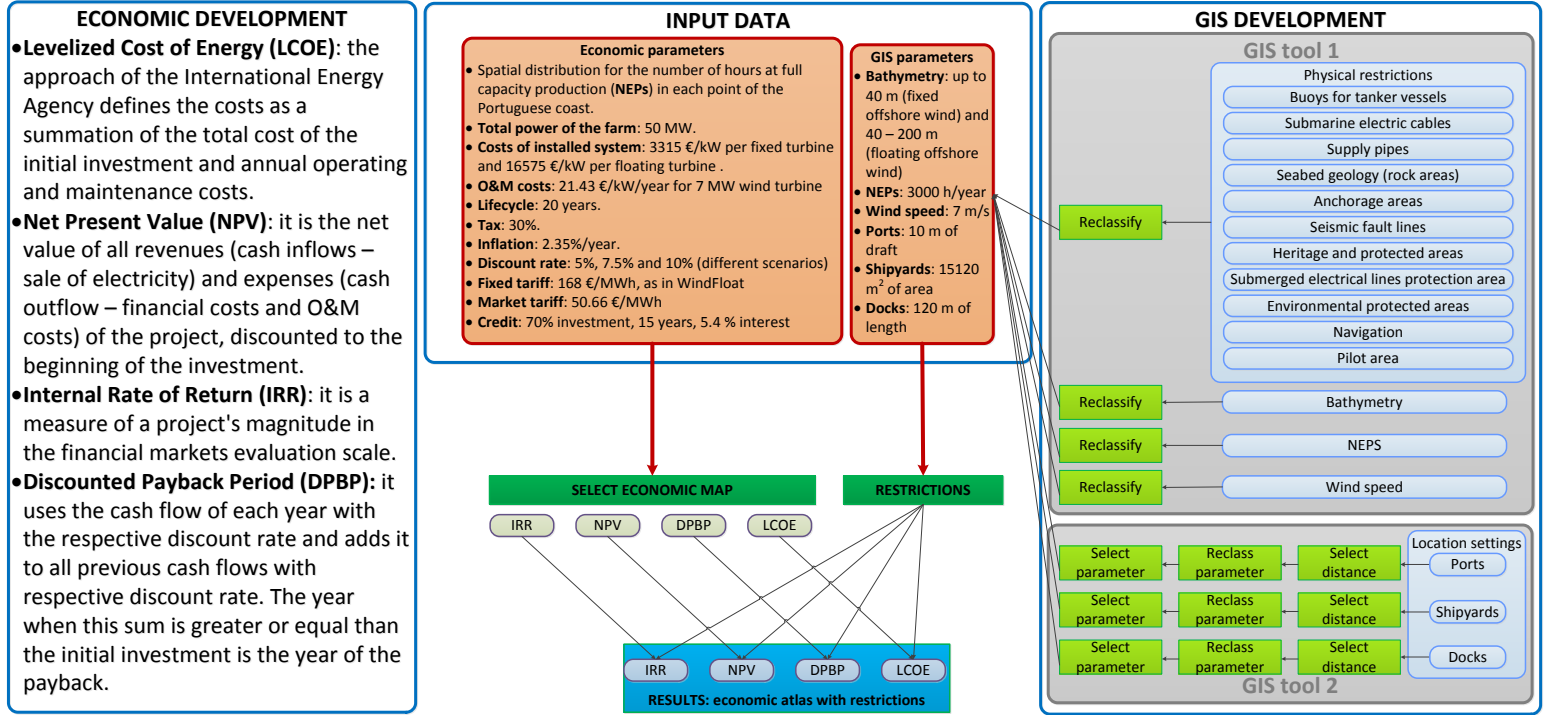 ECONOMIC DEVELOPMENT
•Levelized Cost of Energy (LCOE): the
approach of the International Energy
Agency defines the costs as a
summation of the total cost of the
initial investment and annual operating
and maintenance costs.
•Net Present Value (NPV): it is the net
value of all revenues (cash inflows –
sale of electricity) and expenses (cash
outflow – financial costs and O&M
costs) of the project, discounted to the
beginning of the investment.
•Internal Rate of Return (IRR): it is a
measure of a project's magnitude in
the financial markets evaluation scale.
•Discounted Payback Period (DPBP): it
uses the cash flow of each year with
the respective discount rate and adds it
to all previous cash flows with
respective discount rate. The year
when this sum is greater or equal than
the initial investment is the year of the
payback.
INPUT DATA
Economic parameters
• Spatial distribution for the number of hours at full
capacity production (NEPs) in each point of the
Portuguese coast.
• Total power of the farm: 50 MW.
• Costs of installed system: 3315 €/kW per fixed turbine
and 16575 €/kW per floating turbine .
• O&M costs: 21.43 €/kW/year for 7 MW wind turbine
• Lifecycle: 20 years.
• Tax: 30%.
• Inflation: 2.35%/year.
• Discount rate: 5%, 7.5% and 10% (different scenarios)
• Fixed tariff: 168 €/MWh, as in WindFloat
• Market tariff: 50.66 €/MWh
• Credit: 70% investment, 15 years, 5.4 % interest
GIS parameters
• Bathymetry: up to
40 m (fixed
offshore wind) and
40 – 200 m
(floating offshore
wind)
• NEPs: 3000 h/year
• Wind speed: 7 m/s
• Ports: 10 m of
draft
• Shipyards: 15120
m² of area
• Docks: 120 m of
length
SELECT ECONOMIC MAP
IRR
NPV
DPBP
LCOE
RESTRICTIONS
IRR
NPV
DPBP
LCOE
RESULTS: economic atlas with restrictions
GIS DEVELOPMENT
GIS tool 1
Physical restrictions
Buoys for tanker vessels
Submarine electric cables
Supply pipes
Seabed geology (rock areas)
Anchorage areas
Seismic fault lines
Heritage and protected areas
Submerged electrical lines protection area
Environmental protected areas
Navigation
Pilot area
Reclassify
Reclassify
Bathymetry
Reclassify
NEPS
Reclassify
Wind speed
Location settings
Select
parameter
Reclass
parameter
Select
distance
Ports
Select
parameter
Reclass
parameter
Select
distance
Shipyards
Select
parameter
Reclass
parameter
Select
distance
Docks
GIS tool 2